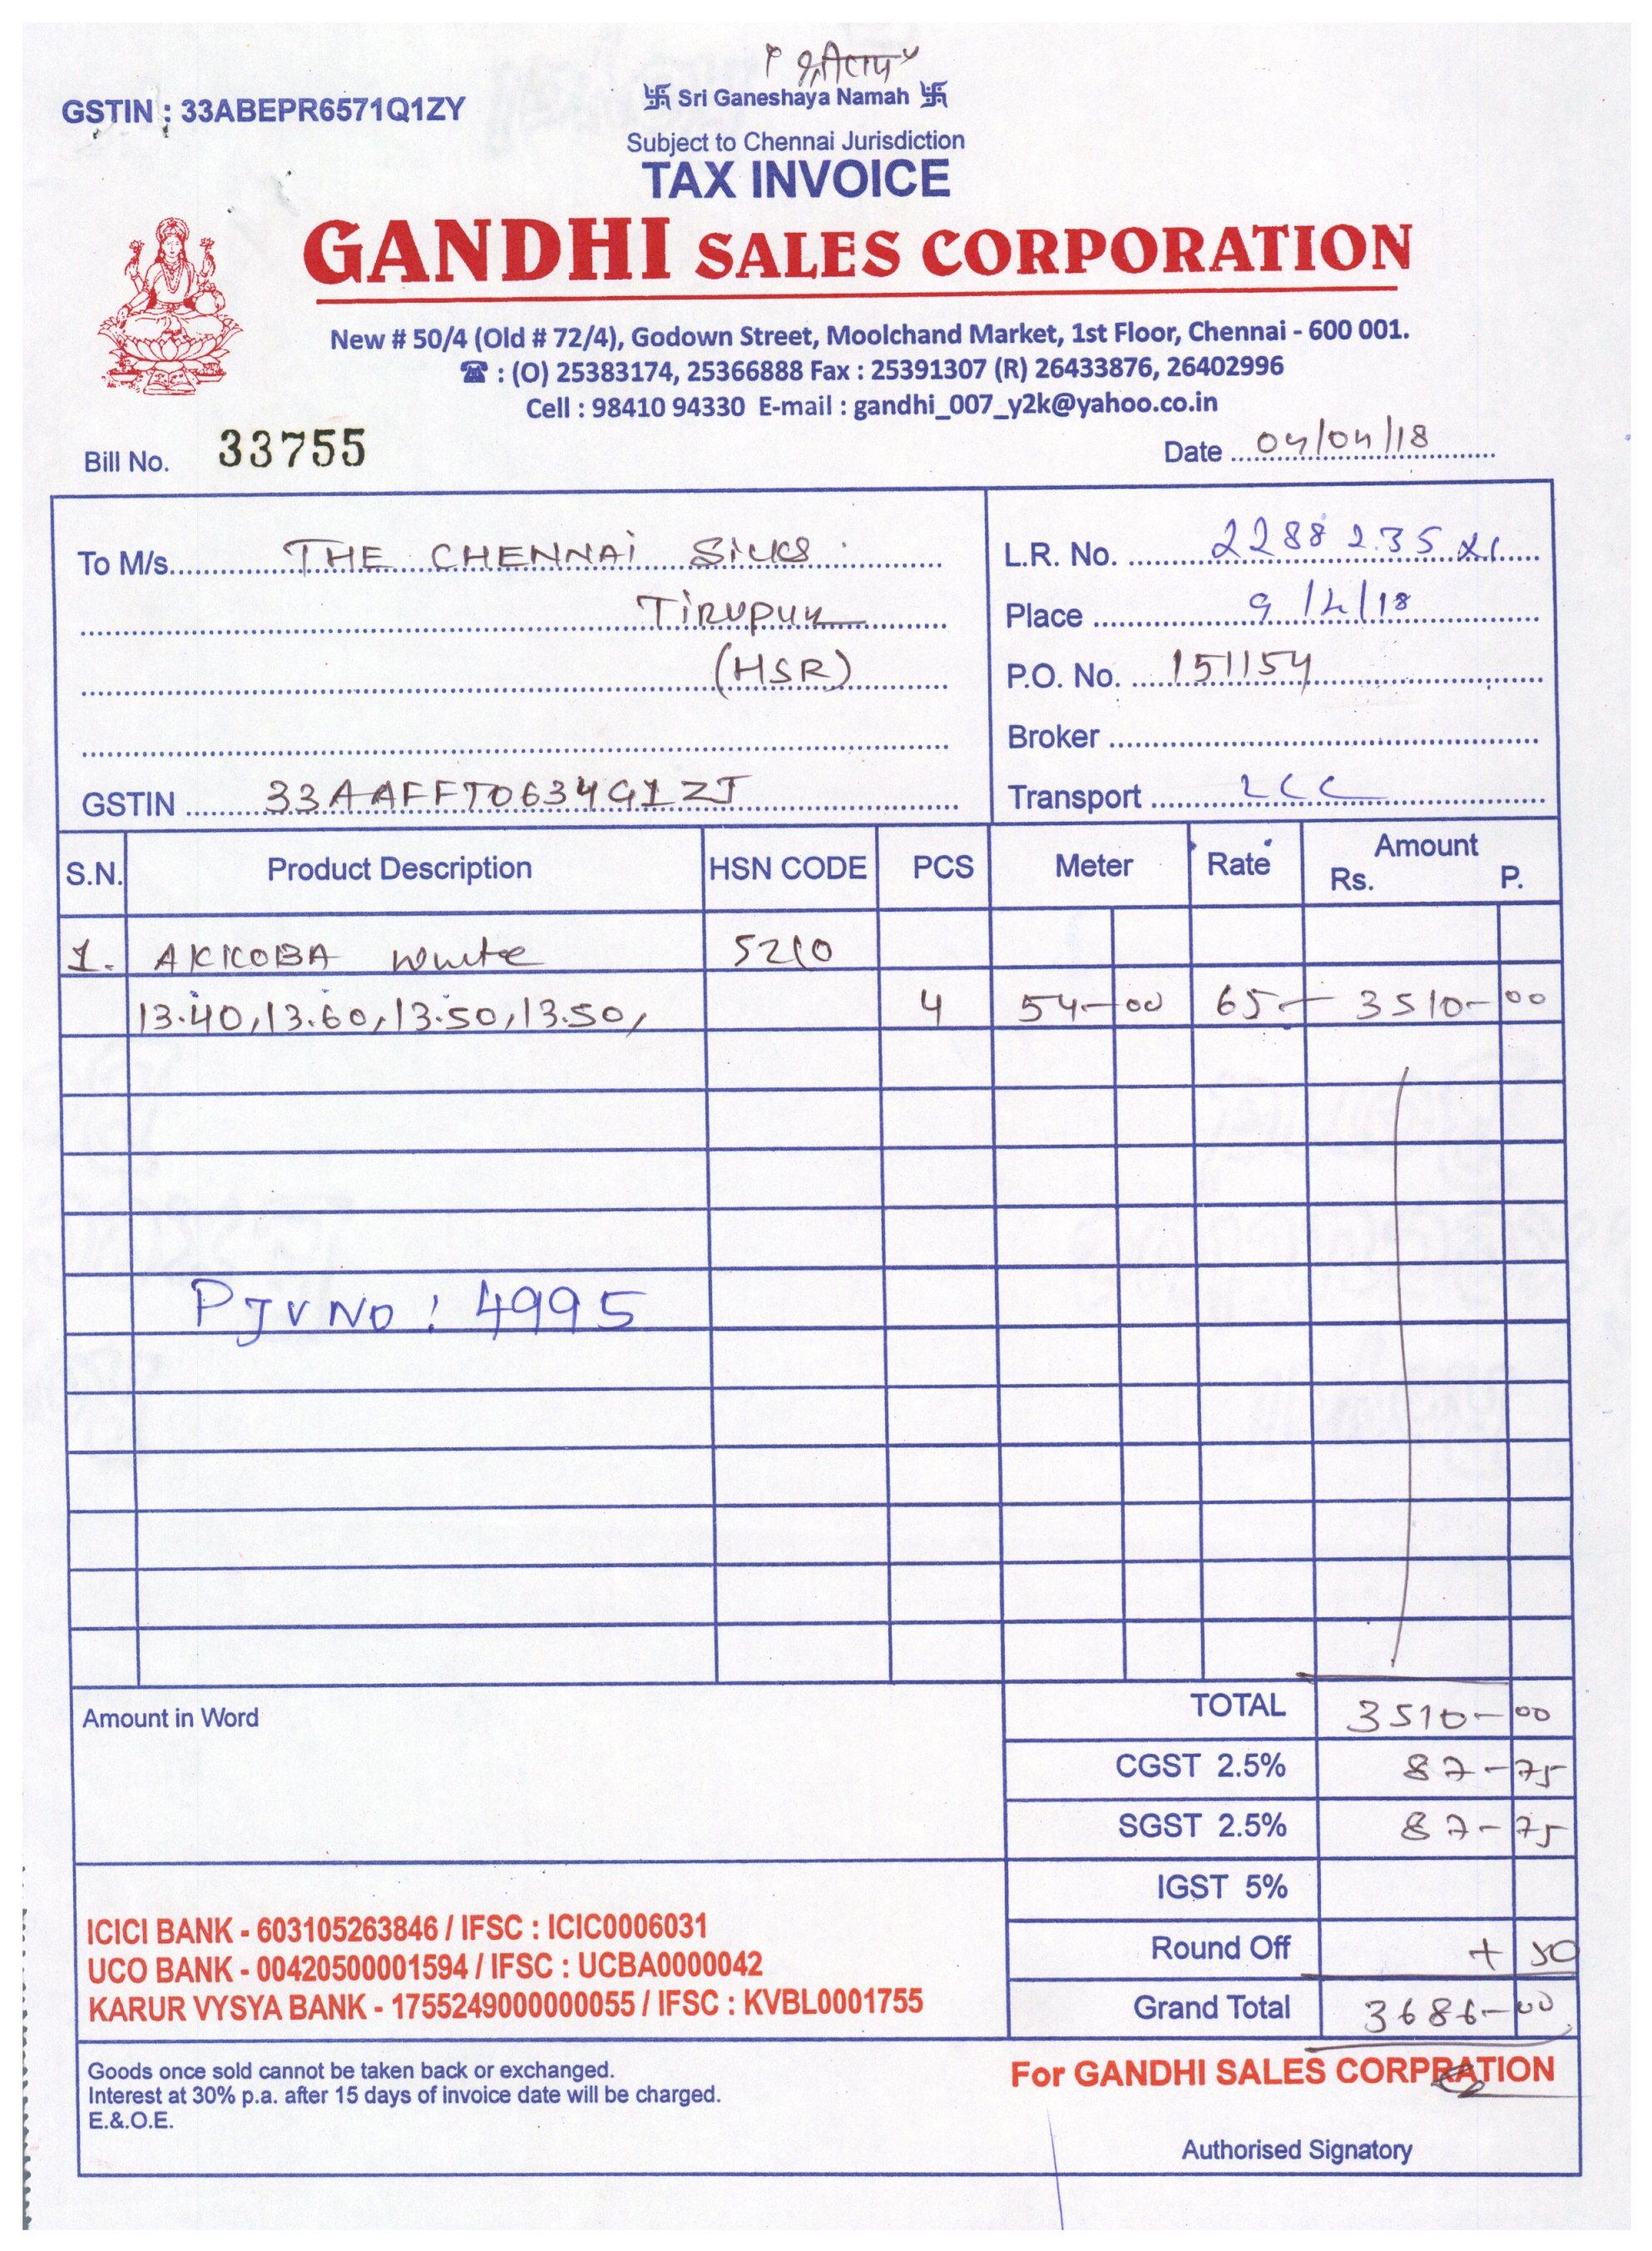 GSTIN : 33ABEPR6571Q1ZY
卐 Sri Ganeshaya Namah 卐
Subject to Chennai Jurisdiction
TAX INVOICE
GANDHI SALES CORPORATION
New # 50/4 (Old # 72/4), Godown Street, Moolchand Market, 1st Floor, Chennai - 600 001.
☎ : (O) 25383174, 25366888 Fax : 25391307 (R) 26433876, 26402996
Cell : 98410 94330 E-mail : gandhi_007_y2k@yahoo.co.in
Bill No. 33755
Date 04/04/18
To M/s. THE CHENNAI SILKS
TIRUPUR
(HSR)
GSTIN 33AAFFT0634G1ZJ
L.R. No. 2288 235
Place 9/4/18
P.O. No. 151154
Broker
Transport
S.N. Product Description HSN CODE PCS Meter Rate Amount
Rs. P.
1. AKKOBA White 5210
13.40, 13.60, 13.50, 13.50, 4 54-00 65- 3510-00
PJV NO : 4995
Amount in Word
TOTAL 3510-00
CGST 2.5% 87-75
SGST 2.5% 87-75
IGST 5%
Round Off + 50
Grand Total 3686-00
ICICI BANK - 603105263846 / IFSC : ICIC0006031
UCO BANK - 00420500001594 / IFSC : UCBA0000042
KARUR VYSYA BANK - 1755249000000055 / IFSC : KVBL0001755
Goods once sold cannot be taken back or exchanged.
Interest at 30% p.a. after 15 days of invoice date will be charged.
E.&.O.E.
For GANDHI SALES CORPRATION
Authorised Signatory